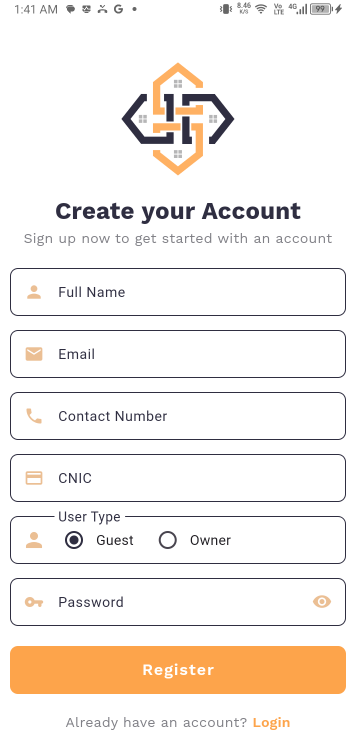 1:41 AM 8.46 K/S Vo LTE 4G 99
Create your Account
Sign up now to get started with an account
Full Name
Email
Contact Number
CNIC
User Type
Guest Owner
Password
Register
Already have an account? Login